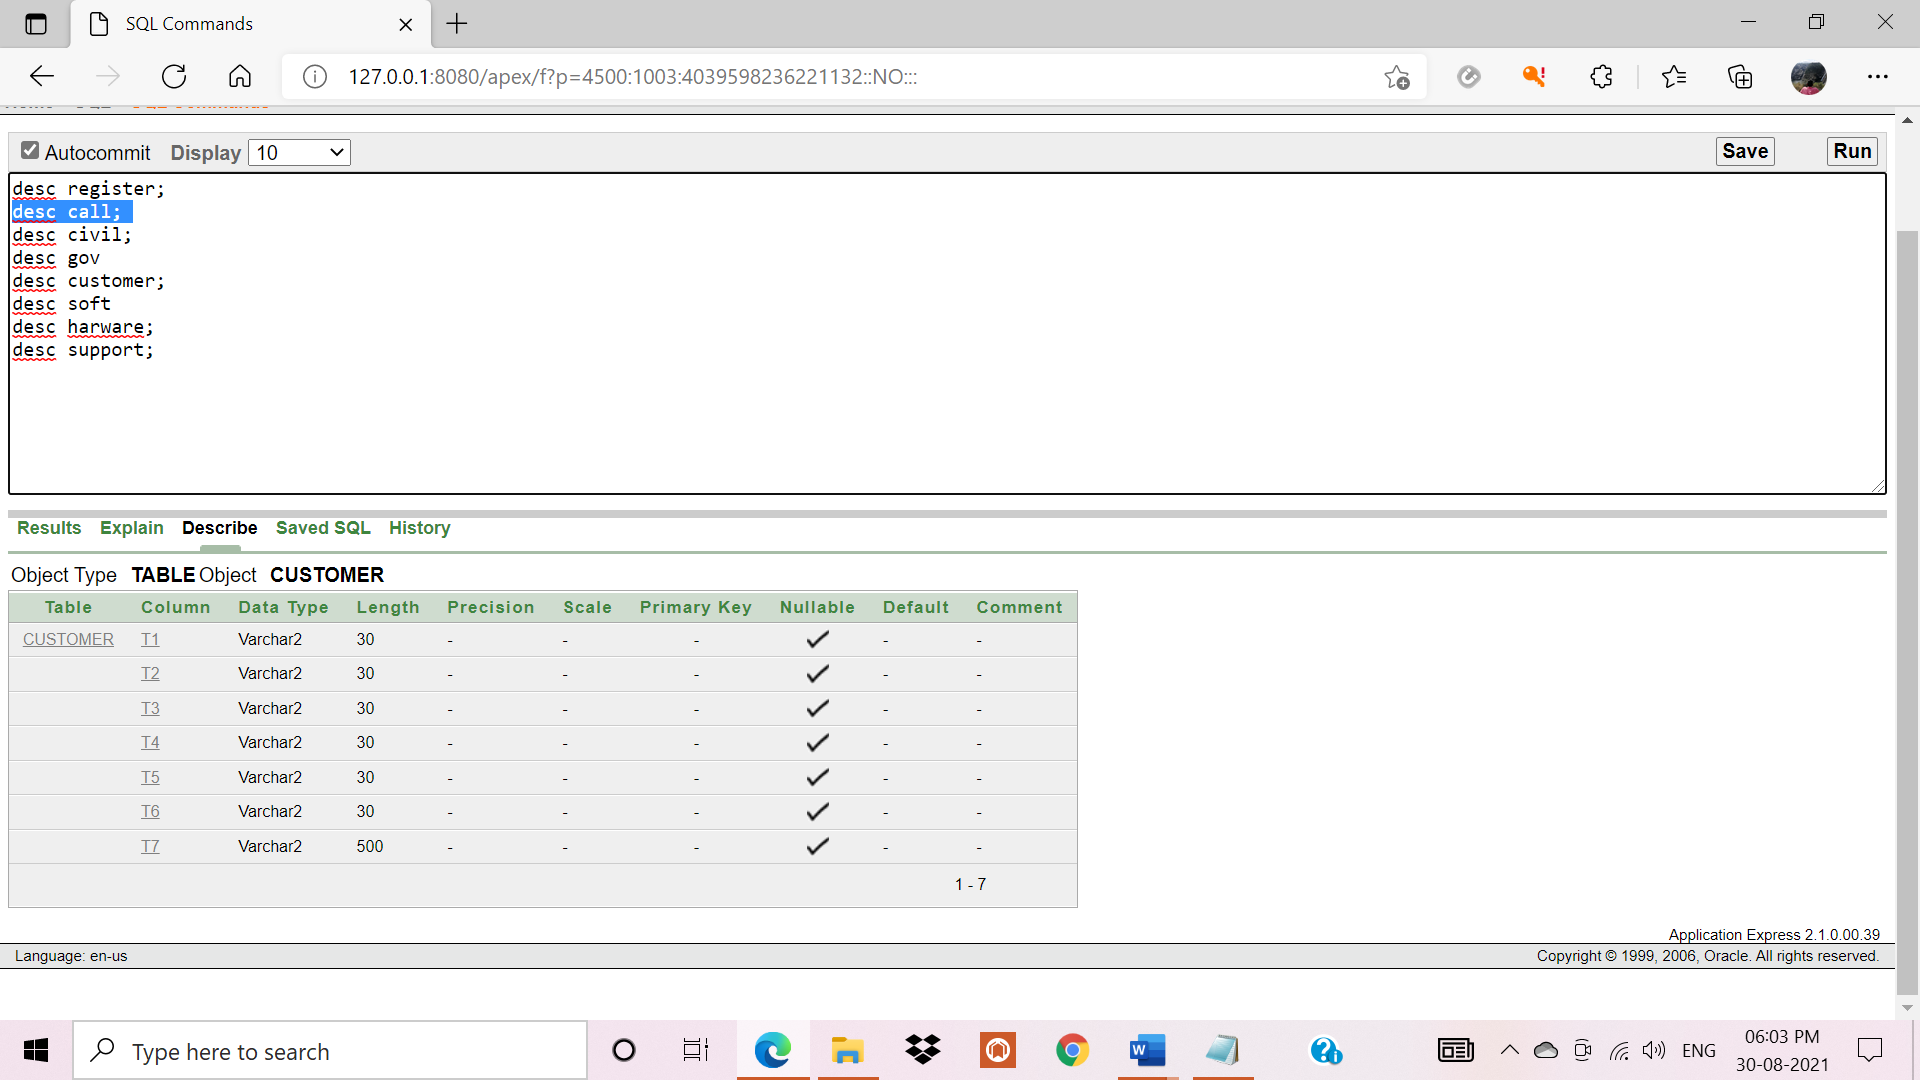 SQL Commands
127.0.0.1:8080/apex/f?p=4500:1003:4039598236221132::NO:::
Autocommit Display 10 Save Run
desc register;
desc call;
desc civil;
desc gov
desc customer;
desc soft
desc harware;
desc support;
Results Explain Describe Saved SQL History
Object Type TABLE Object CUSTOMER
Table Column Data Type Length Precision Scale Primary Key Nullable Default Comment
CUSTOMER T1 Varchar2 30 - - - - -
T2 Varchar2 30 - - - - -
T3 Varchar2 30 - - - - -
T4 Varchar2 30 - - - - -
T5 Varchar2 30 - - - - -
T6 Varchar2 30 - - - - -
T7 Varchar2 500 - - - - -
1 - 7
Application Express 2.1.0.00.39
Language: en-us Copyright © 1999, 2006, Oracle. All rights reserved.
Type here to search ENG 06:03 PM
30-08-2021